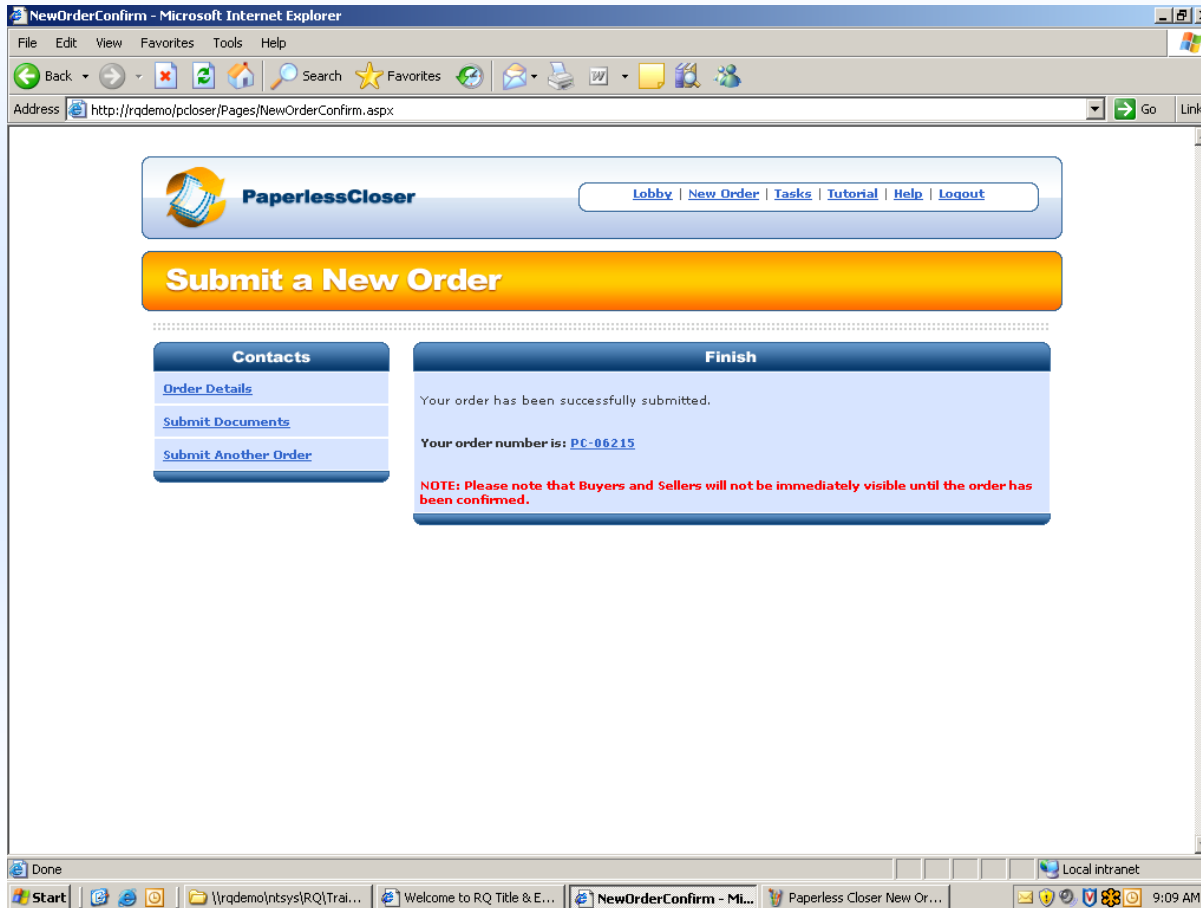 NewOrderConfirm - Microsoft Internet Explorer
File Edit View Favorites Tools Help
Back Search Favorites
Address http://rqdemo/pcloser/Pages/NewOrderConfirm.aspx Go Link
PaperlessCloser
Lobby | New Order | Tasks | Tutorial | Help | Logout
Submit a New Order
Contacts
Order Details
Submit Documents
Submit Another Order
Finish
Your order has been successfully submitted.
Your order number is: PC-06215
NOTE: Please note that Buyers and Sellers will not be immediately visible until the order has
been confirmed.
Done Local intranet
Start \\rqdemo\ntsys\RQ\Trai... Welcome to RQ Title & E... NewOrderConfirm - Mi... Paperless Closer New Or... 9:09 AM